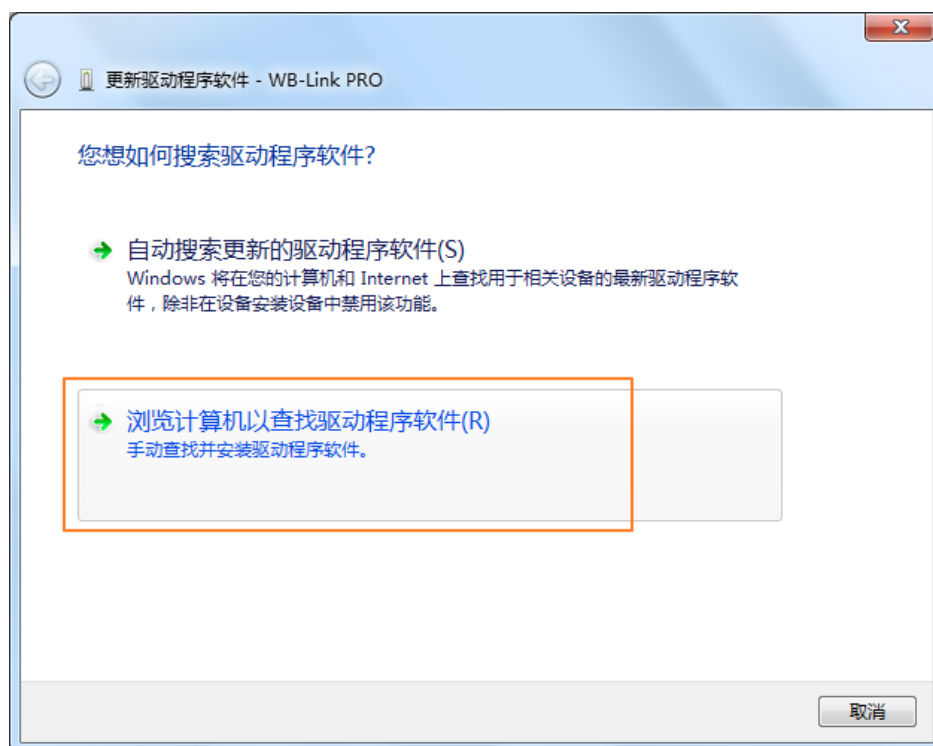 更新驱动程序软件 - WB-Link PRO
您想如何搜索驱动程序软件?
自动搜索更新的驱动程序软件(S)
Windows 将在您的计算机和 Internet 上查找用于相关设备的最新驱动程序软
件，除非在设备安装设备中禁用该功能。
浏览计算机以查找驱动程序软件(R)
手动查找并安装驱动程序软件。
取消